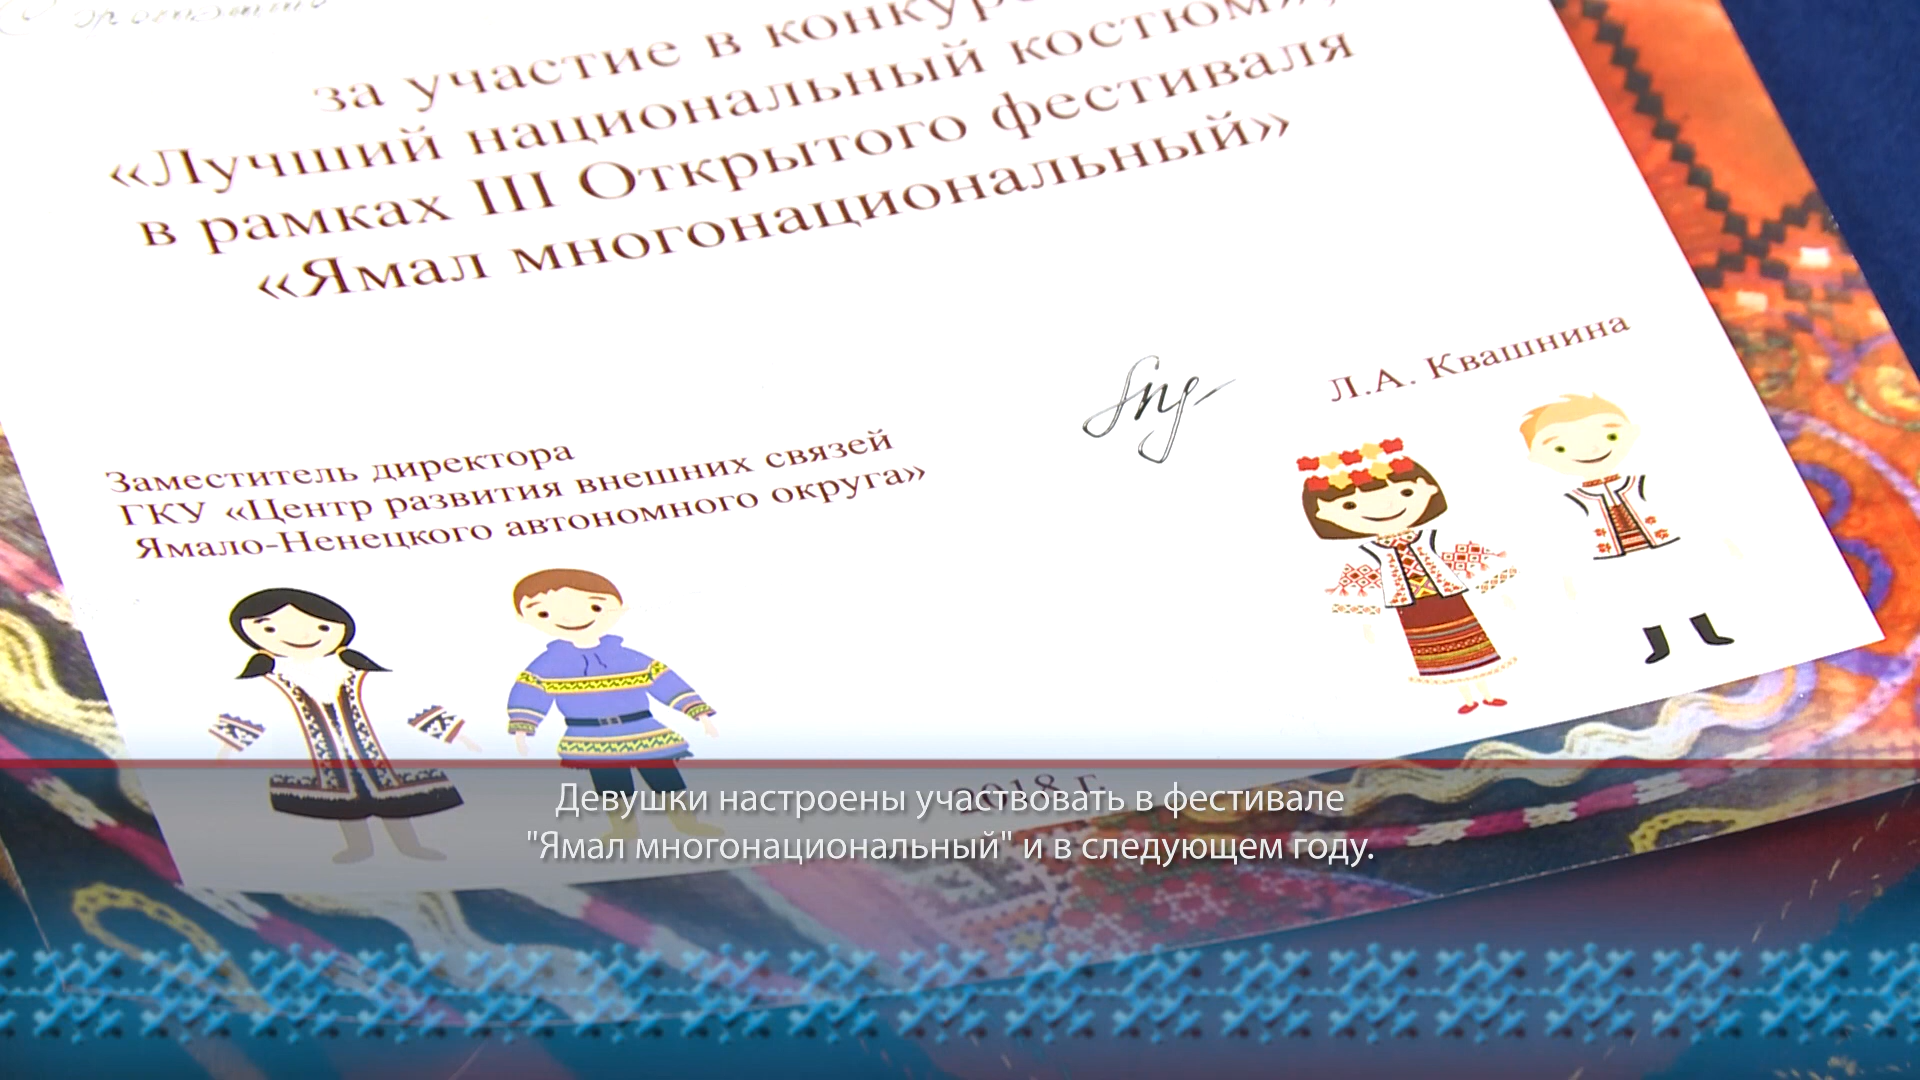 за участие в
«Лучший национальный костюм»,
в рамках III Открытого фестиваля
«Ямал многонациональный»
Л.А. Квашнина
Заместитель директора
ГКУ «Центр развития внешних связей
Ямало-Ненецкого автономного округа»
2018 г.
Девушки настроены участвовать в фестивале
"Ямал многонациональный" и в следующем году.